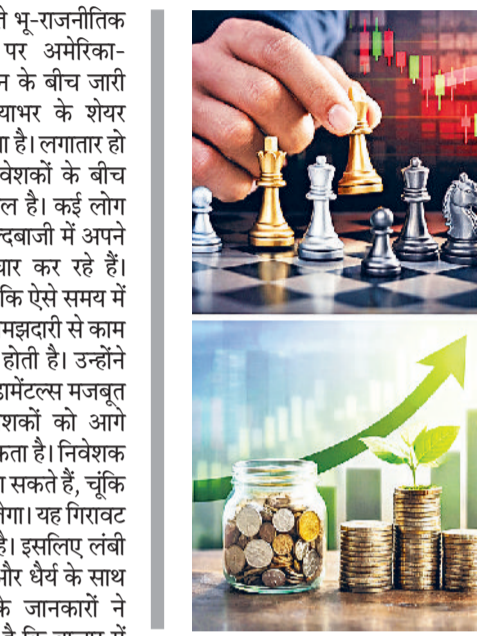 भू-राजनीतिक
पर अमेरिका-
न के बीच जारी
याभर के शेयर
ा है। लगातार हो
वेशकों के बीच
ल है। कई लोग
ल्दबाजी में अपने
चार कर रहे हैं।
कि ऐसे समय में
मझदारी से काम
होती है। उन्होंने
डामेंटल्स मजबूत
शकों को आगे
कता है। निवेशक
ा सकते हैं, चूंकि
नेगा। यह गिरावट
है। इसलिए लंबी
और धैर्य के साथ
के जानकारों ने